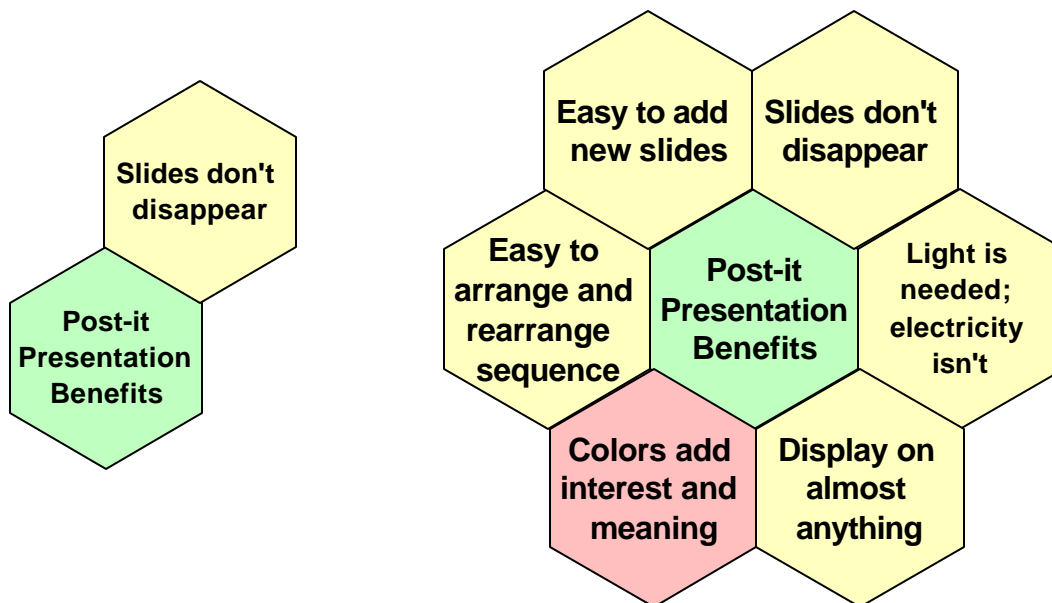 Slides don't
disappear
Post-it
Presentation
Benefits
Easy to add
new slides
Slides don't
disappear
Easy to
arrange and
rearrange
sequence
Post-it
Presentation
Benefits
Light is
needed;
electricity
isn't
Colors add
interest and
meaning
Display on
almost
anything